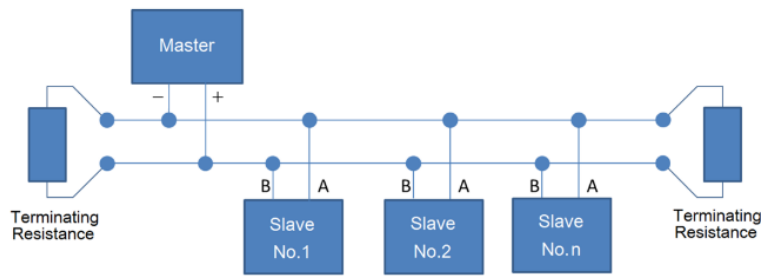 Master
− +
B A B A B A
Terminating
Resistance
Slave
No.1
Slave
No.2
Slave
No.n
Terminating
Resistance